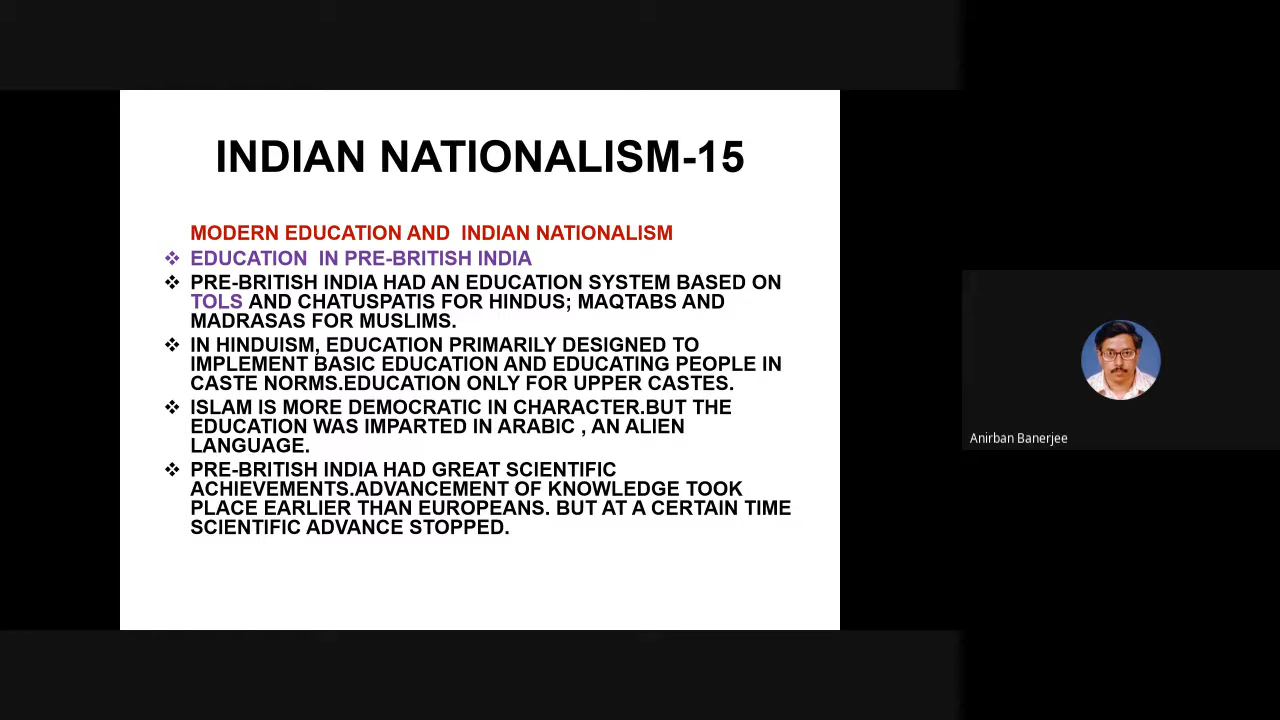 INDIAN NATIONALISM-15
MODERN EDUCATION AND  INDIAN NATIONALISM
❖ EDUCATION  IN PRE-BRITISH INDIA
❖ PRE-BRITISH INDIA HAD AN EDUCATION SYSTEM BASED ON
TOLS AND CHATUSPATIS FOR HINDUS; MAQTABS AND
MADRASAS FOR MUSLIMS.
❖ IN HINDUISM, EDUCATION PRIMARILY DESIGNED TO
IMPLEMENT BASIC EDUCATION AND EDUCATING PEOPLE IN
CASTE NORMS.EDUCATION ONLY FOR UPPER CASTES.
❖ ISLAM IS MORE DEMOCRATIC IN CHARACTER.BUT THE
EDUCATION WAS IMPARTED IN ARABIC , AN ALIEN
LANGUAGE.
❖ PRE-BRITISH INDIA HAD GREAT SCIENTIFIC
ACHIEVEMENTS.ADVANCEMENT OF KNOWLEDGE TOOK
PLACE EARLIER THAN EUROPEANS. BUT AT A CERTAIN TIME
SCIENTIFIC ADVANCE STOPPED.
Anirban Banerjee